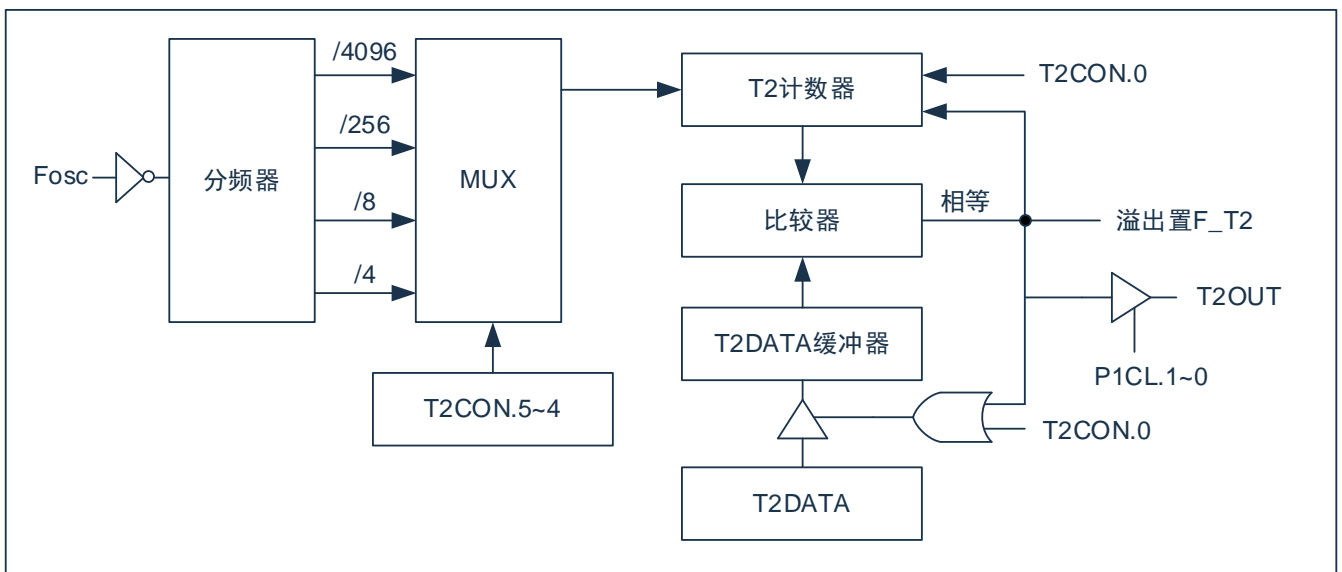 /4096
/256
/8
/4
Fosc
分频器
MUX
T2CON.5~4
T2计数器
T2CON.0
比较器
相等
溢出置F_T2
T2OUT
P1CL.1~0
T2DATA缓冲器
T2CON.0
T2DATA